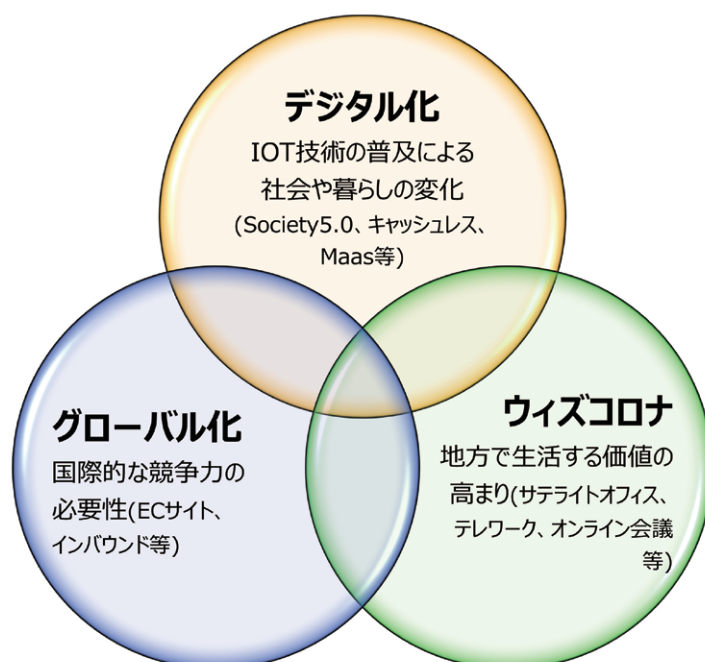 デジタル化
IOT技術の普及による
社会や暮らしの変化
(Society5.0、キャッシュレス、
Maas等)
グローバル化
国際的な競争力の
必要性(ECサイト、
インバウンド等)
ウィズコロナ
地方で生活する価値の
高まり(サテライトオフィス、
テレワーク、オンライン会議
等)